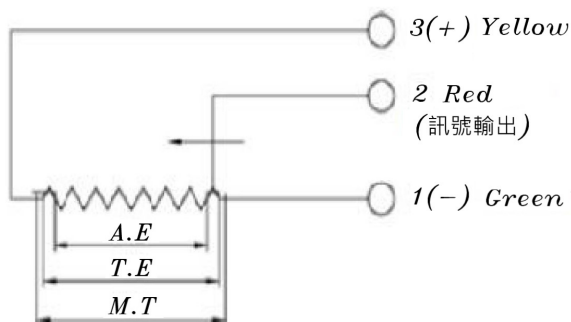 3(+) Yellow
2 Red
(訊號輸出)
1(-) Green
A.E
T.E
M.T